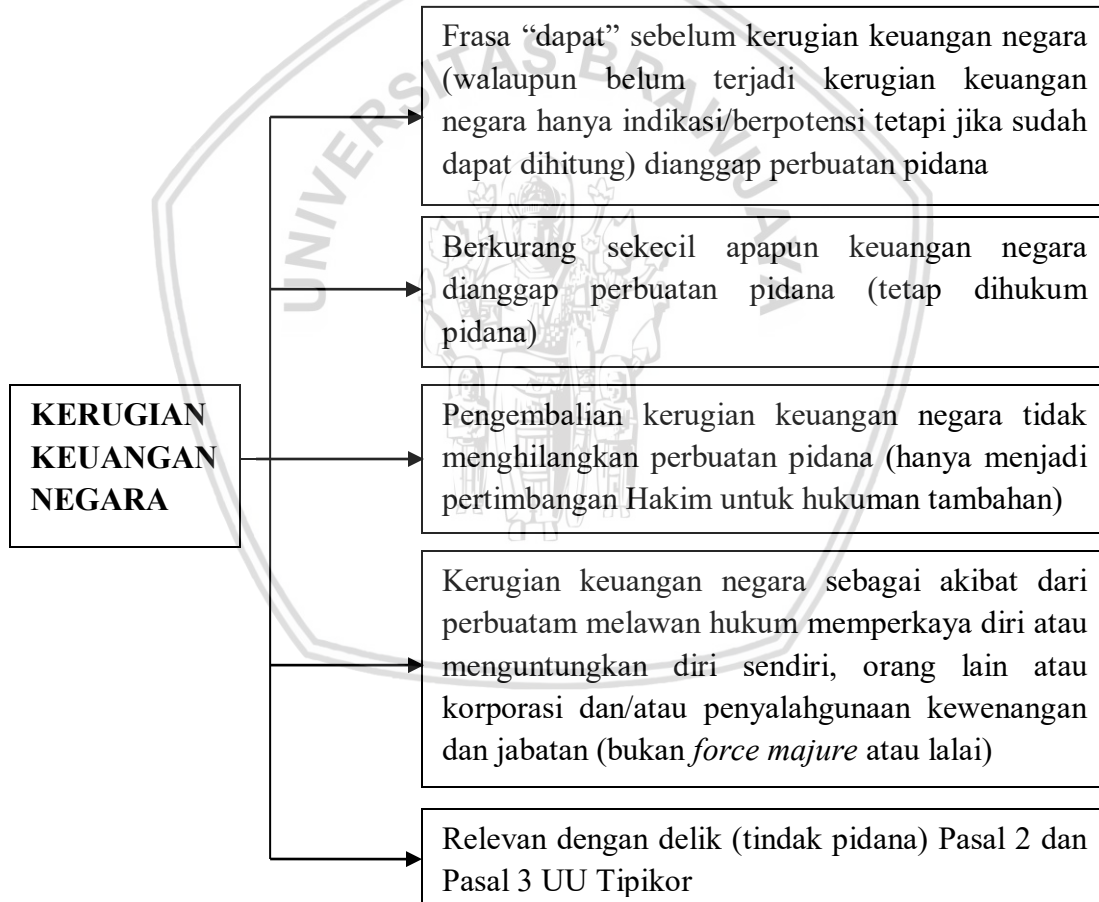 Frasa “dapat” sebelum kerugian keuangan negara
(walaupun belum terjadi kerugian keuangan
negara hanya indikasi/berpotensi tetapi jika sudah
dapat dihitung) dianggap perbuatan pidana
Berkurang sekecil apapun keuangan negara
dianggap perbuatan pidana (tetap dihukum
pidana)
KERUGIAN
KEUANGAN
NEGARA
Pengembalian kerugian keuangan negara tidak
menghilangkan perbuatan pidana (hanya menjadi
pertimbangan Hakim untuk hukuman tambahan)
Kerugian keuangan negara sebagai akibat dari
perbuatam melawan hukum memperkaya diri atau
menguntungkan diri sendiri, orang lain atau
korporasi dan/atau penyalahgunaan kewenangan
dan jabatan (bukan force majure atau lalai)
Relevan dengan delik (tindak pidana) Pasal 2 dan
Pasal 3 UU Tipikor
UNIVERSITAS BRAWIJAYA